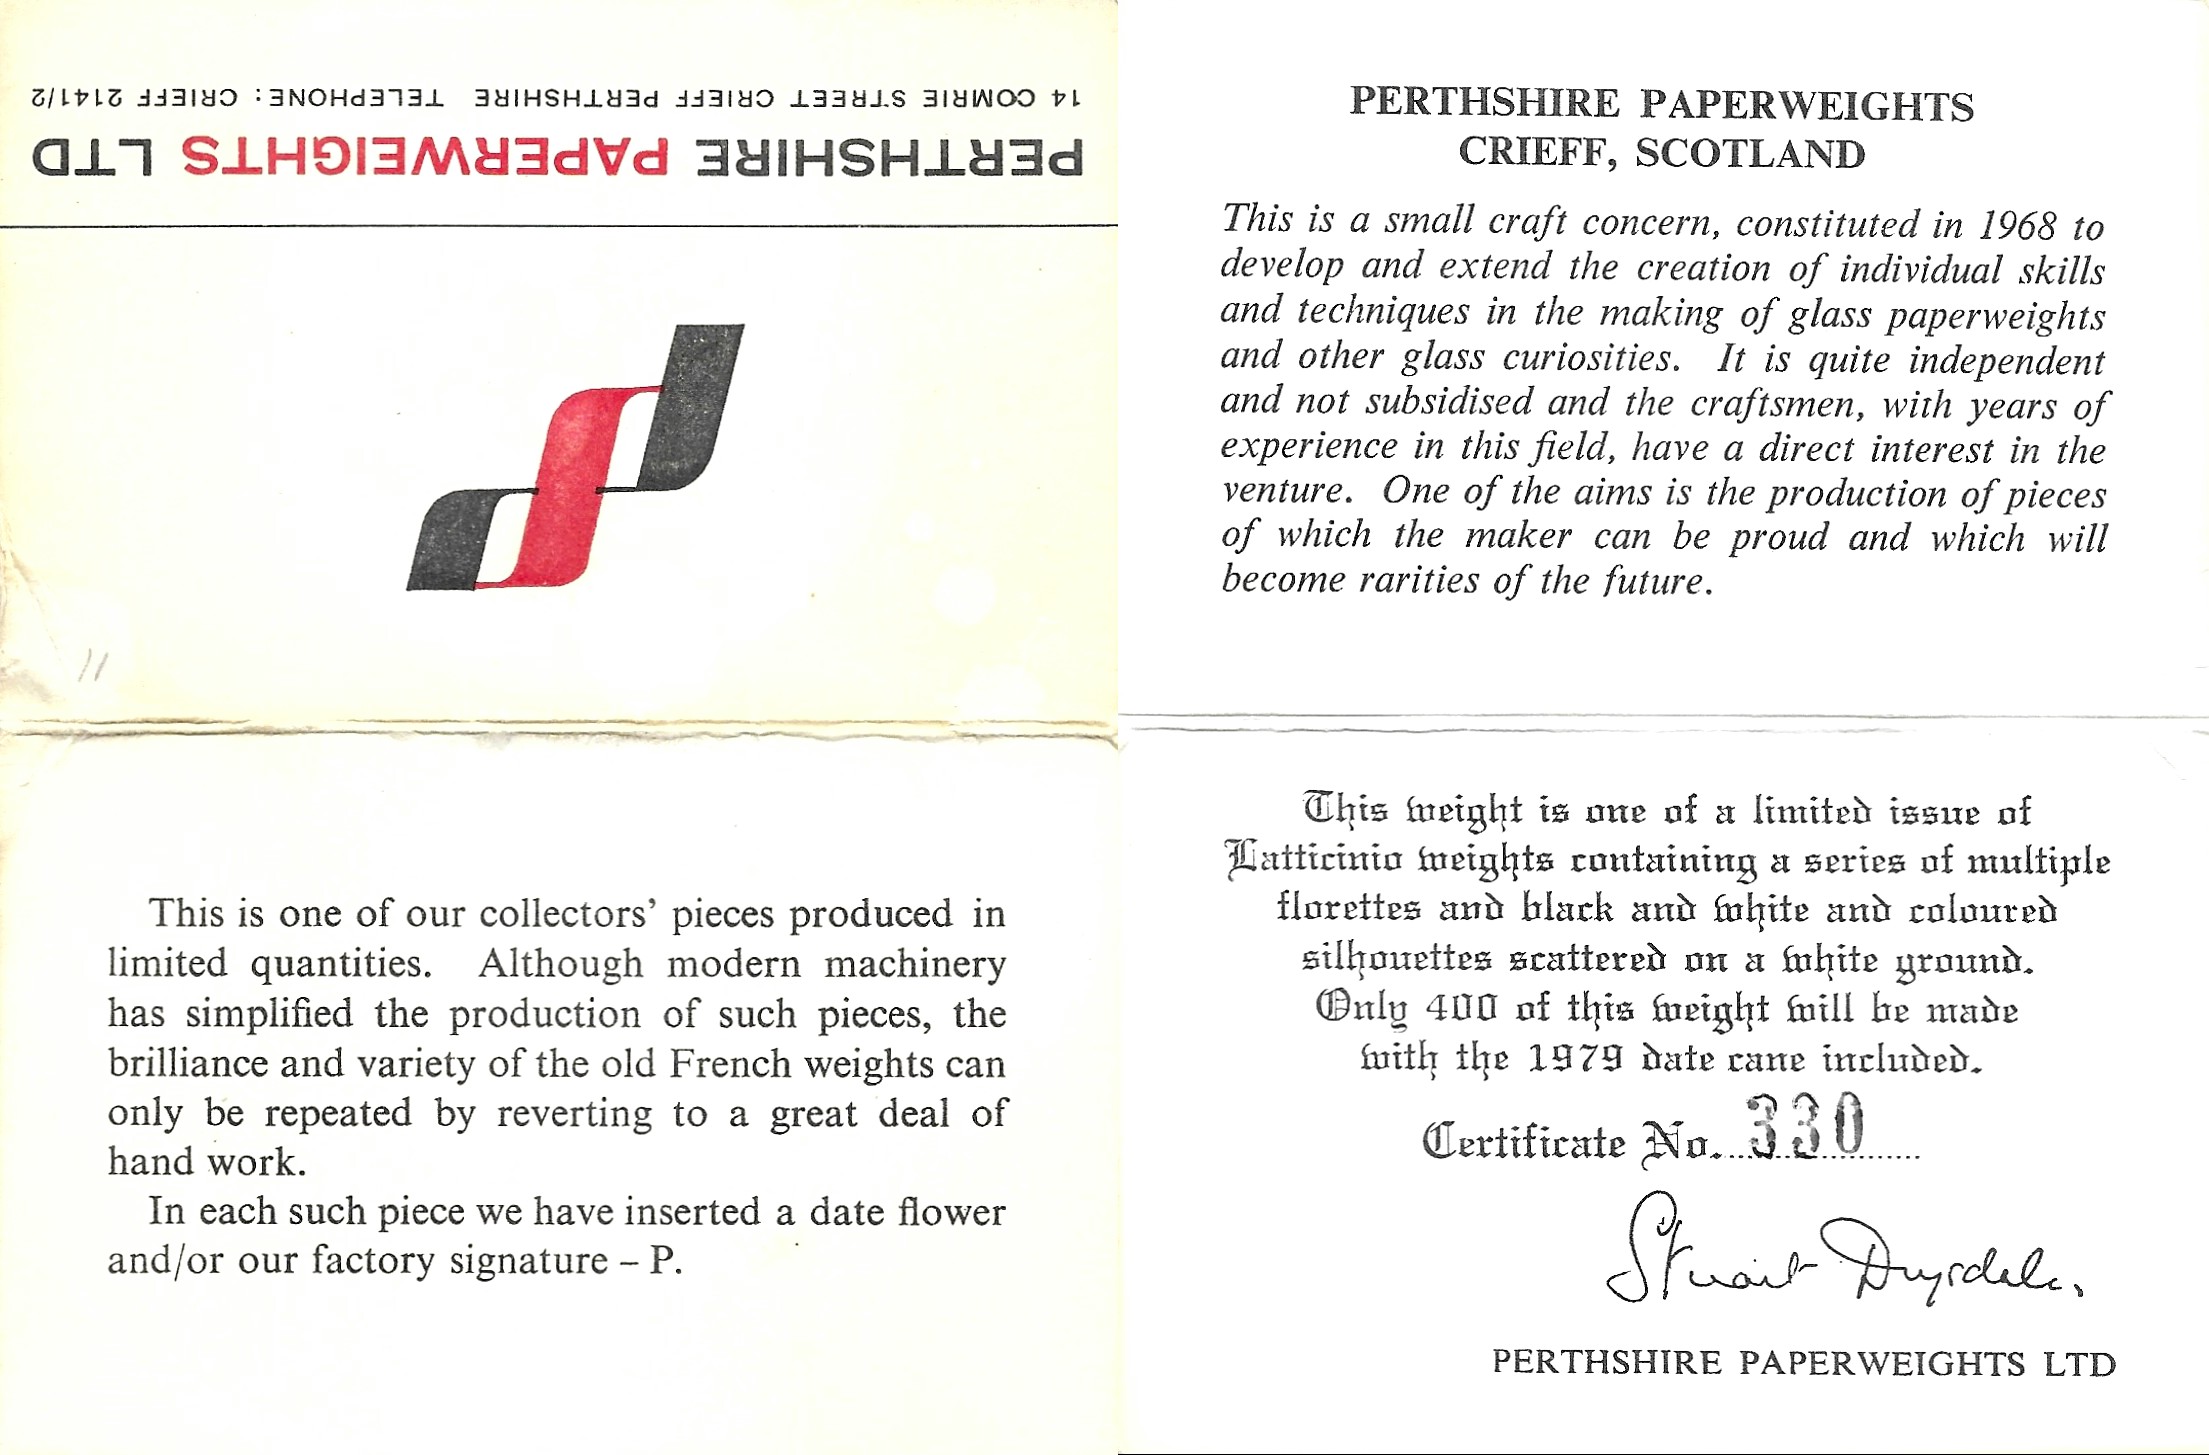 PERTHSHIRE PAPERWEIGHTS LTD
14 COMRIE STREET CRIEFF PERTHSHIRE TELEPHONE: CRIEFF 2141/2
11
This is one of our collectors' pieces produced in
limited quantities. Although modern machinery
has simplified the production of such pieces, the
brilliance and variety of the old French weights can
only be repeated by reverting to a great deal of
hand work.
In each such piece we have inserted a date flower
and/or our factory signature – P.
PERTHSHIRE PAPERWEIGHTS
CRIEFF, SCOTLAND
This is a small craft concern, constituted in 1968 to
develop and extend the creation of individual skills
and techniques in the making of glass paperweights
and other glass curiosities. It is quite independent
and not subsidised and the craftsmen, with years of
experience in this field, have a direct interest in the
venture. One of the aims is the production of pieces
of which the maker can be proud and which will
become rarities of the future.
This weight is one of a limited issue of
Latticinio weights containing a series of multiple
florettes and black and white and coloured
silhouettes scattered on a white ground.
Only 400 of this weight will be made
with the 1979 date cane included.
Certificate No. 330
Stuart Drysdale.
PERTHSHIRE PAPERWEIGHTS LTD